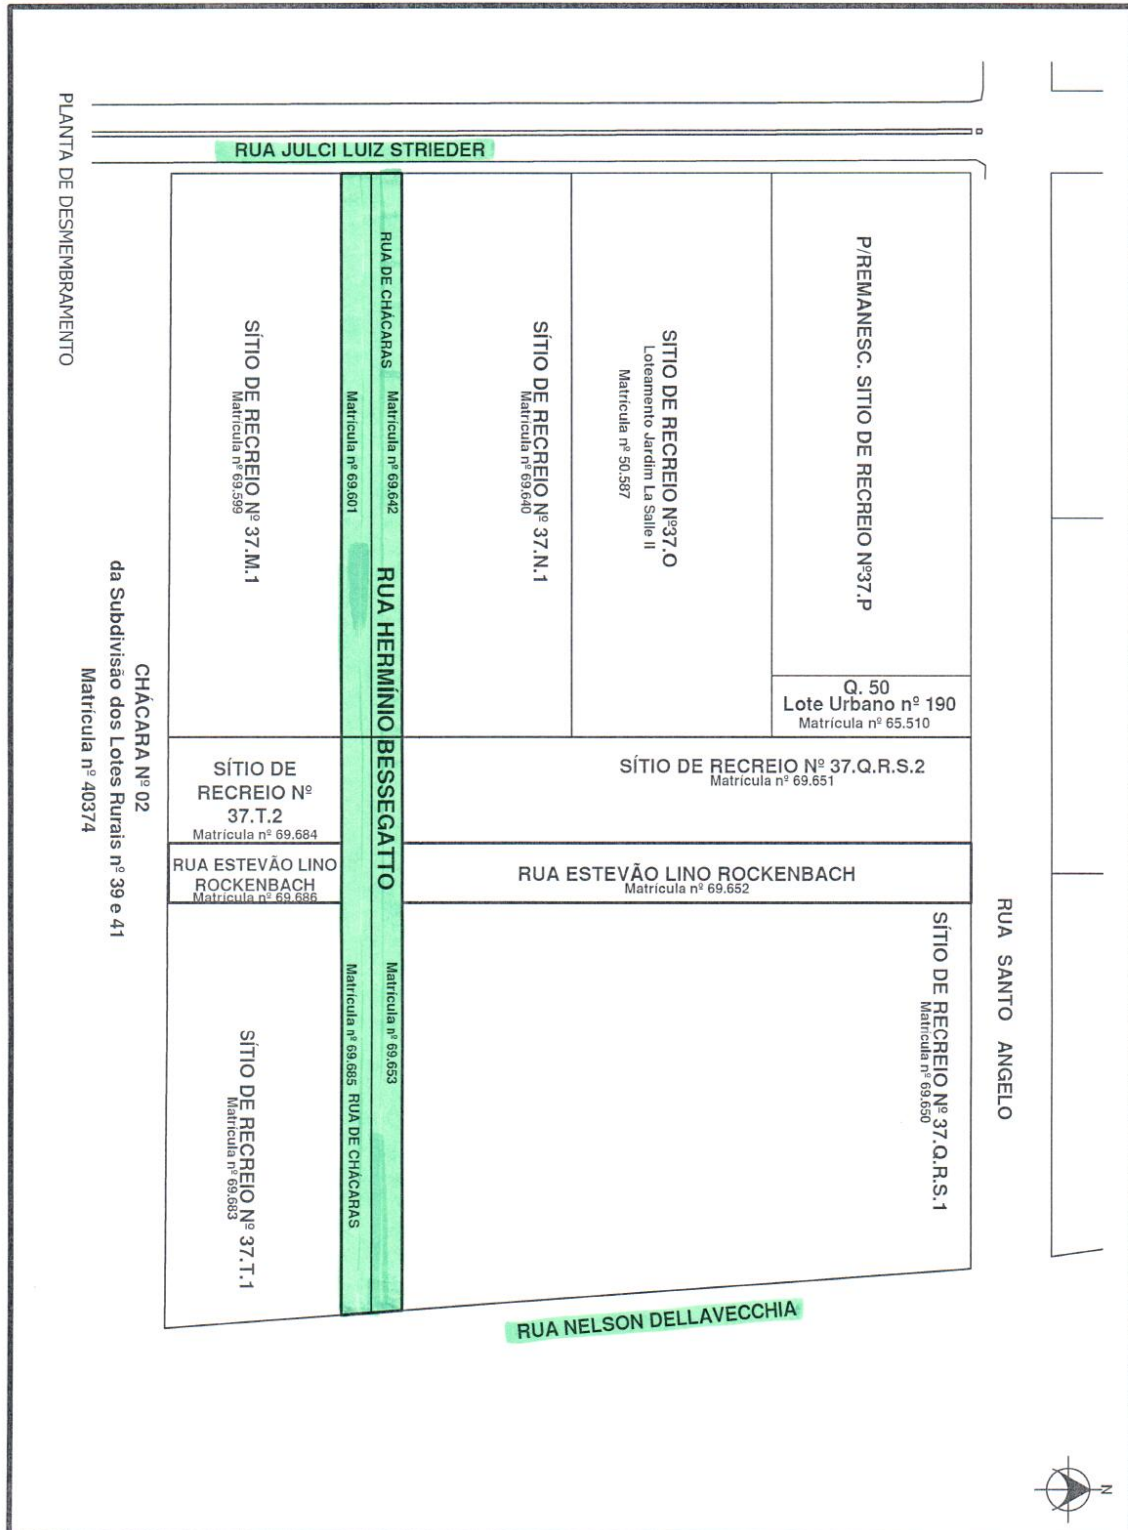 PLANTA DE DESMEMBRAMENTO
RUA JULCI LUIZ STRIEDER
P/REMANESC. SITIO DE RECREIO Nº37.P
SITIO DE RECREIO Nº37.O
Loteamento Jardim La Salle II
Matrícula nº 50.587
SÍTIO DE RECREIO Nº 37.N.1
Matrícula nº 69.640
RUA DE CHÁCARAS
Matrícula nº 69.642
Matrícula nº 69.601
SÍTIO DE RECREIO Nº 37.M.1
Matrícula nº 69.599
RUA HERMÍNIO BESSEGATTO
Q. 50
Lote Urbano nº 190
Matrícula nº 65.510
SÍTIO DE RECREIO Nº 37.Q.R.S.2
Matrícula nº 69.651
SÍTIO DE
RECREIO Nº
37.T.2
Matrícula nº 69.684
RUA ESTEVÃO LINO
ROCKENBACH
Matrícula nº 69.686
RUA ESTEVÃO LINO ROCKENBACH
Matrícula nº 69.652
CHÁCARA Nº 02
da Subdivisão dos Lotes Rurais nº 39 e 41
Matrícula nº 40374
RUA SANTO ANGELO
SÍTIO DE RECREIO Nº 37.Q.R.S.1
Matrícula nº 69.650
Matrícula nº 69.653
Matrícula nº 69.685
RUA DE CHÁCARAS
SÍTIO DE RECREIO Nº 37.T.1
Matrícula nº 69.683
RUA NELSON DELLAVECCHIA
N